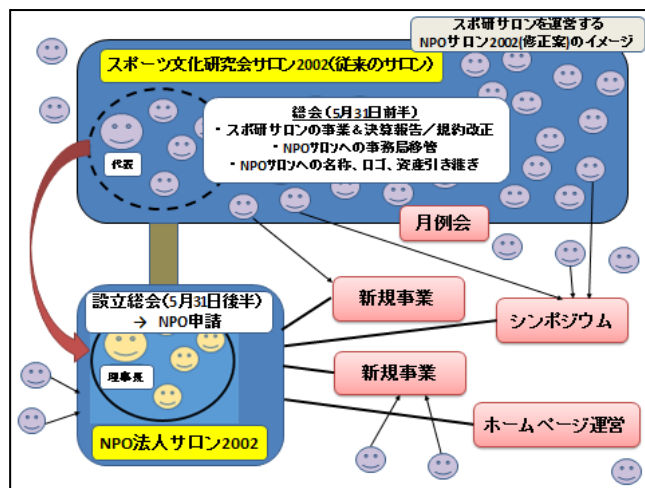 スポ研サロンを運営する
NPOサロン2002(修正案)のイメージ
スポーツ文化研究会サロン2002(従来のサロン)
総会(5月31日前半)
・スポ研サロンの事業&決算報告/規約改正
・NPOサロンへの事務局移管
・NPOサロンへの名称、ロゴ、資産引き継ぎ
代表
月例会
設立総会(5月31日後半)
→ NPO申請
理事長
NPO法人サロン2002
新規事業
シンポジウム
新規事業
ホームページ運営